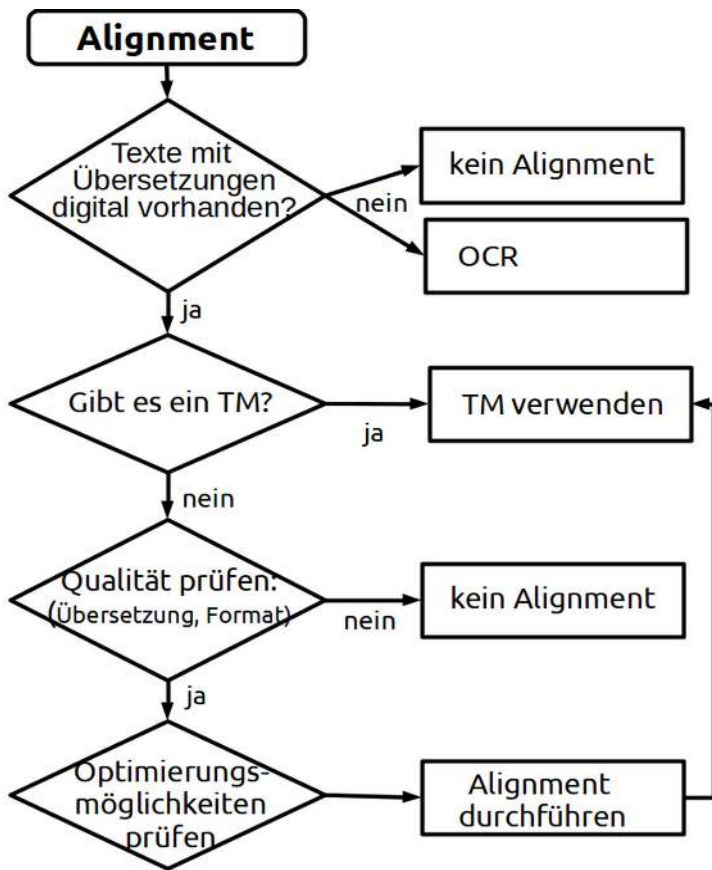 Alignment
Texte mit
Übersetzungen
digital vorhanden?
kein Alignment
nein
OCR
ja
Gibt es ein TM?
TM verwenden
ja
nein
Qualität prüfen:
(Übersetzung, Format)
kein Alignment
nein
ja
Optimierungs-
möglichkeiten
prüfen
Alignment
durchführen